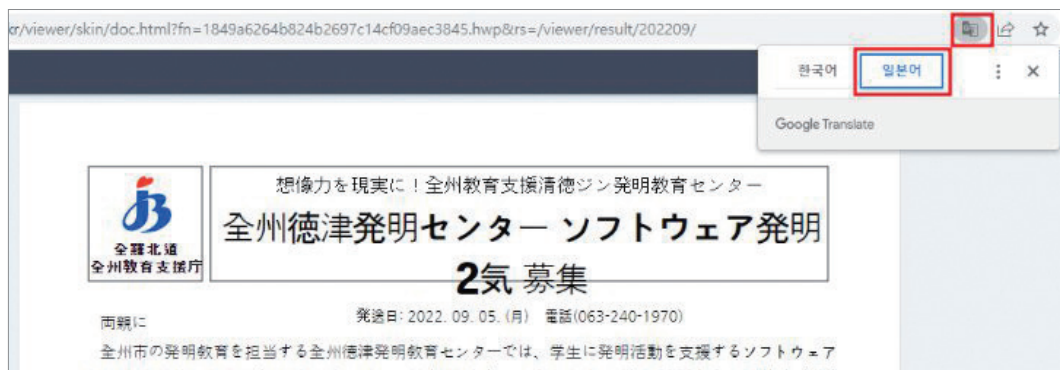 cr/viewer/skin/doc.html?fn=1849a6264b824b2697c14cf09aec3845.hwp&rs=/viewer/result/202209/
한국어 일본어
Google Translate
想像力を現実に！全州教育支援清徳ジン発明教育センター
全州徳津発明センター ソフトウェア発明
2気 募集
全羅北道
全州教育支援庁
発送日: 2022. 09. 05. (月) 電話(063-240-1970)
両親に
全州市の発明教育を担当する全州徳津発明教育センターでは、学生に発明活動を支援するソフトウェア